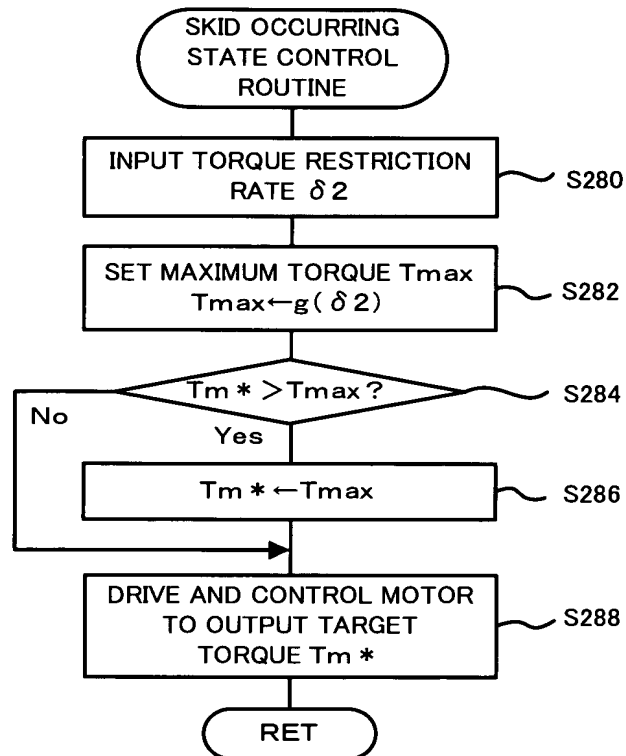 SKID OCCURRING
STATE CONTROL
ROUTINE
INPUT TORQUE RESTRICTION
RATE δ2
S280
SET MAXIMUM TORQUE Tmax
Tmax←g(δ2)
S282
Tm*>Tmax?
S284
No
Yes
Tm*←Tmax
S286
DRIVE AND CONTROL MOTOR
TO OUTPUT TARGET
TORQUE Tm*
S288
RET